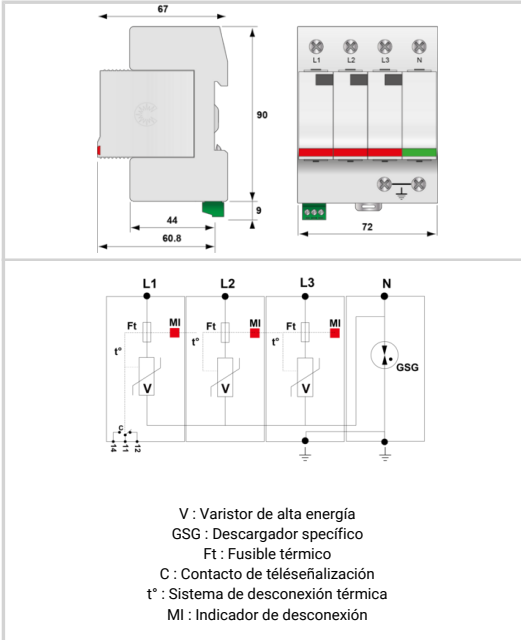 67
L1 L2 L3 N
90
9
44
60.8
72
L1 L2 L3 N
Ft MI Ft MI Ft MI
t° t° t°
GSG
V V V
C
14 11 12
V : Varistor de alta energía
GSG : Descargador specífico
Ft : Fusible térmico
C : Contacto de téléseñalización
t° : Sistema de desconexión térmica
MI : Indicador de desconexión